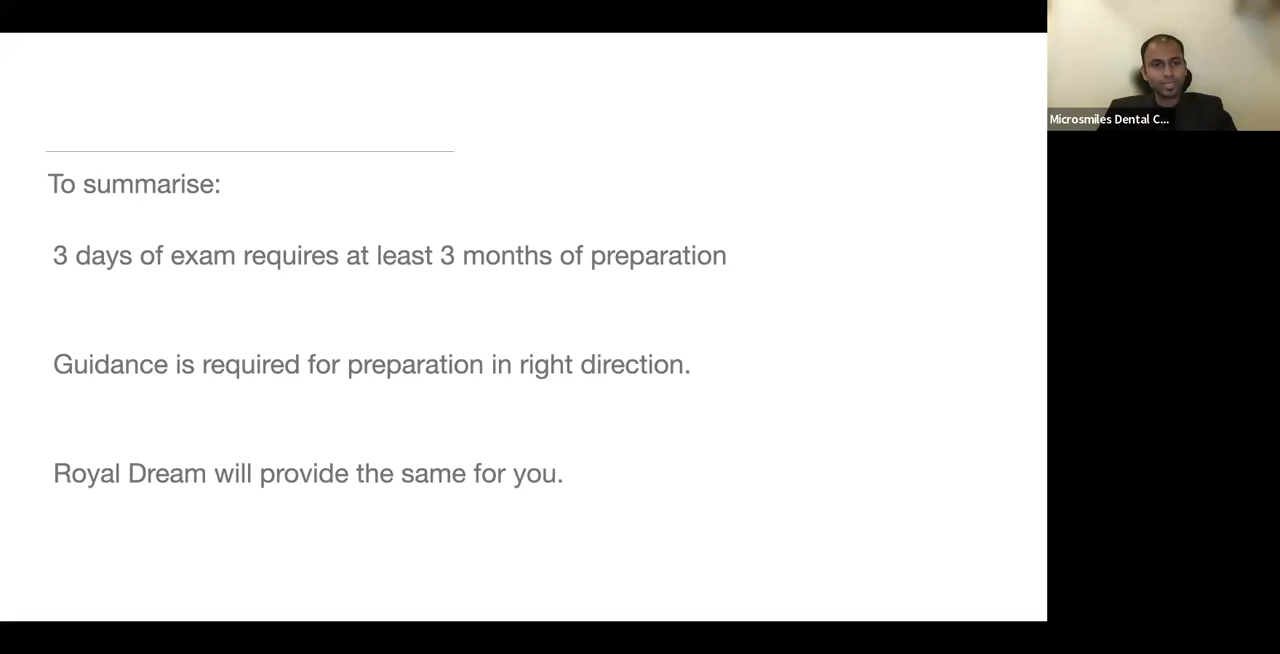 To summarise:
3 days of exam requires at least 3 months of preparation
Guidance is required for preparation in right direction.
Royal Dream will provide the same for you.
Microsmiles Dental C...